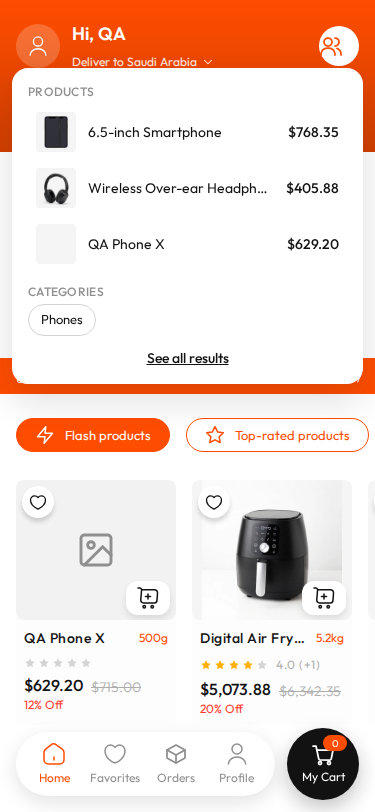 Hi, QA
Deliver to Saudi Arabia
PRODUCTS
6.5-inch Smartphone $768.35
Wireless Over-ear Headph... $405.88
QA Phone X $629.20
CATEGORIES
Phones
See all results
Flash products
Top-rated products
QA Phone X 500g
$629.20 $715.00
12% Off
Digital Air Fry... 5.2kg
4.0 (+1)
$5,073.88 $6,342.35
20% Off
Home
Favorites
Orders
Profile
0
My Cart